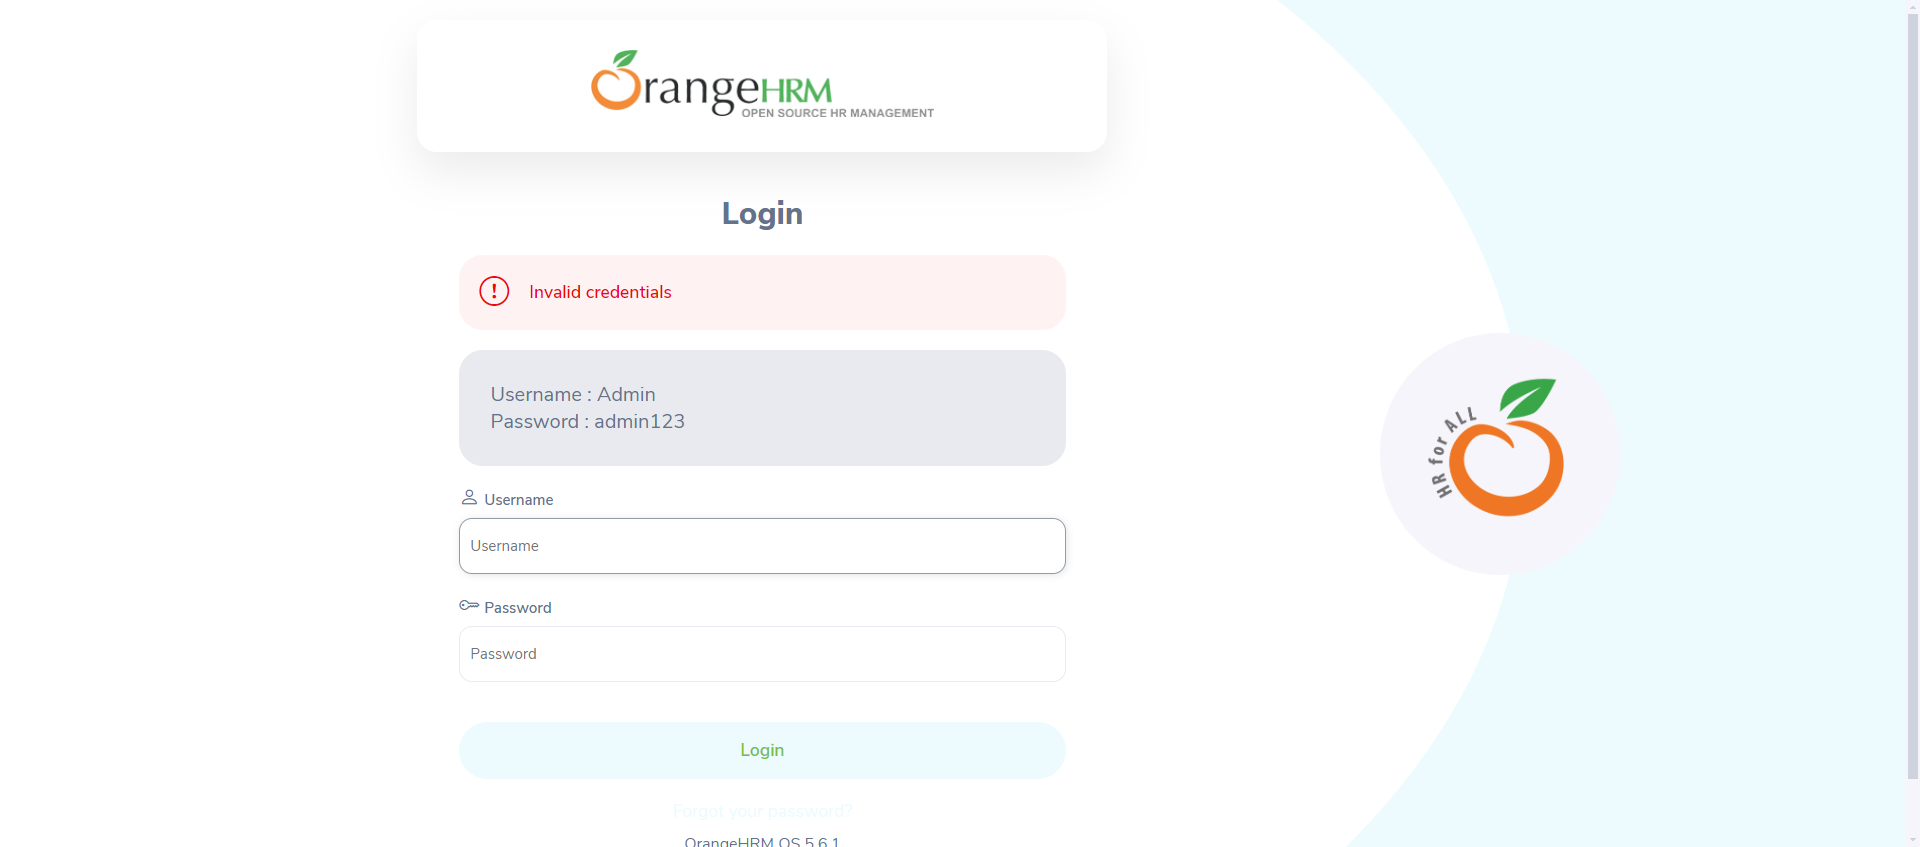 OrangeHRM
OPEN SOURCE HR MANAGEMENT
Login
Invalid credentials
Username : Admin
Password : admin123
Username
Username
Password
Password
Login
Forgot your password?
OrangeHRM OS 5.6.1
HR for ALL